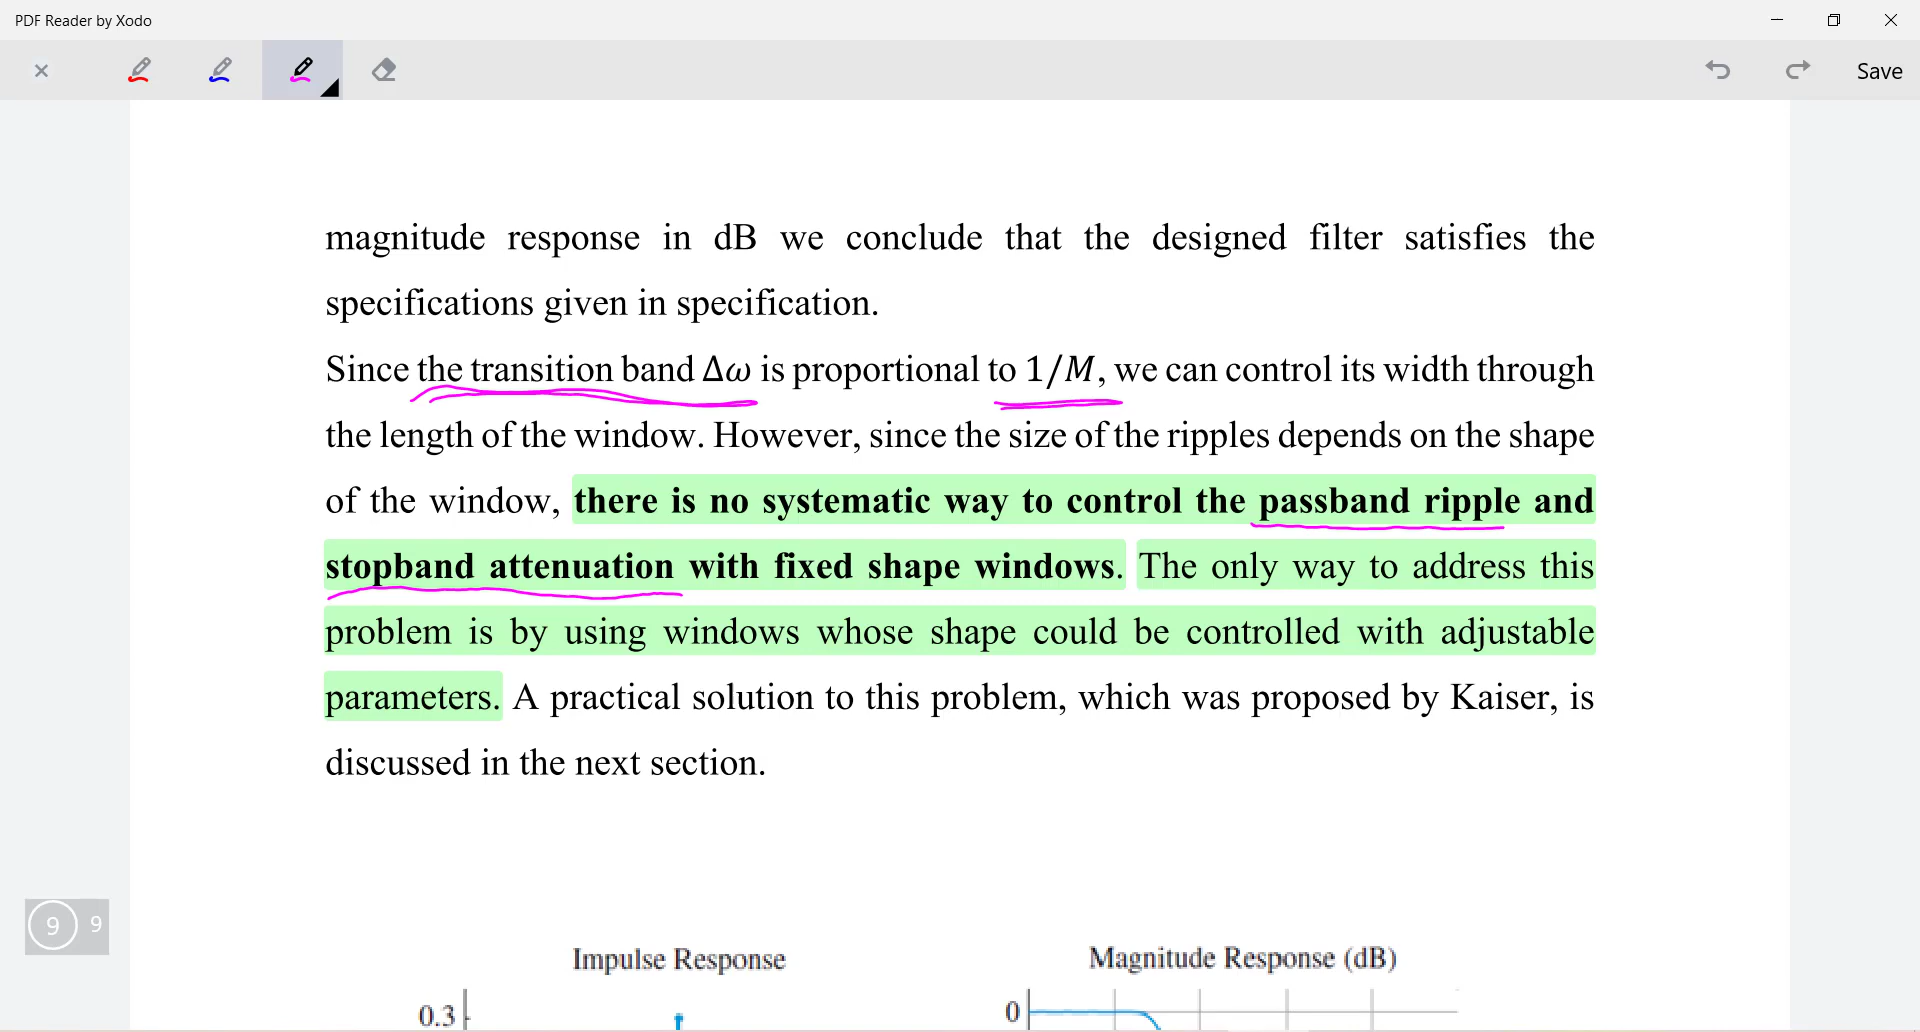 PDF Reader by Xodo
Save
magnitude response in dB we conclude that the designed filter satisfies the
specifications given in specification.
Since the transition band Δω is proportional to 1/M, we can control its width through
the length of the window. However, since the size of the ripples depends on the shape
of the window, there is no systematic way to control the passband ripple and
stopband attenuation with fixed shape windows. The only way to address this
problem is by using windows whose shape could be controlled with adjustable
parameters. A practical solution to this problem, which was proposed by Kaiser, is
discussed in the next section.
9 9
Impulse Response
0.3
Magnitude Response (dB)
0